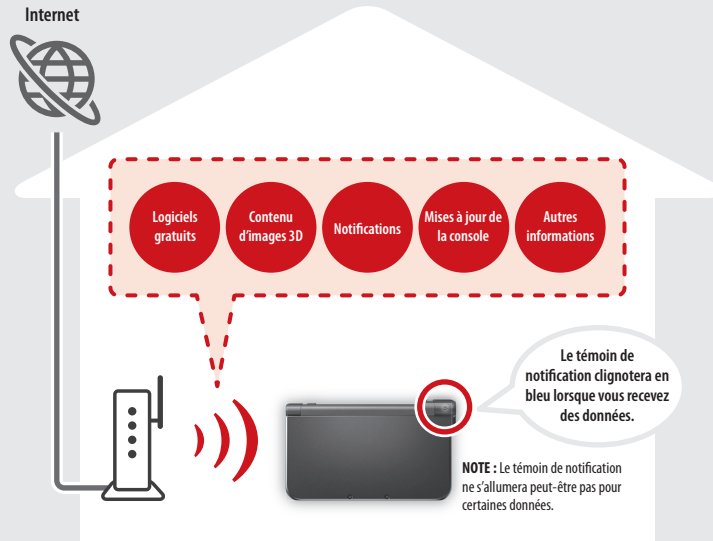 Internet
Logiciels
gratuits
Contenu
d'images 3D
Notifications
Mises à jour de
la console
Autres
informations
Le témoin de
notification clignotera en
bleu lorsque vous recevez
des données.
NOTE : Le témoin de notification
ne s'allumera peut-être pas pour
certaines données.